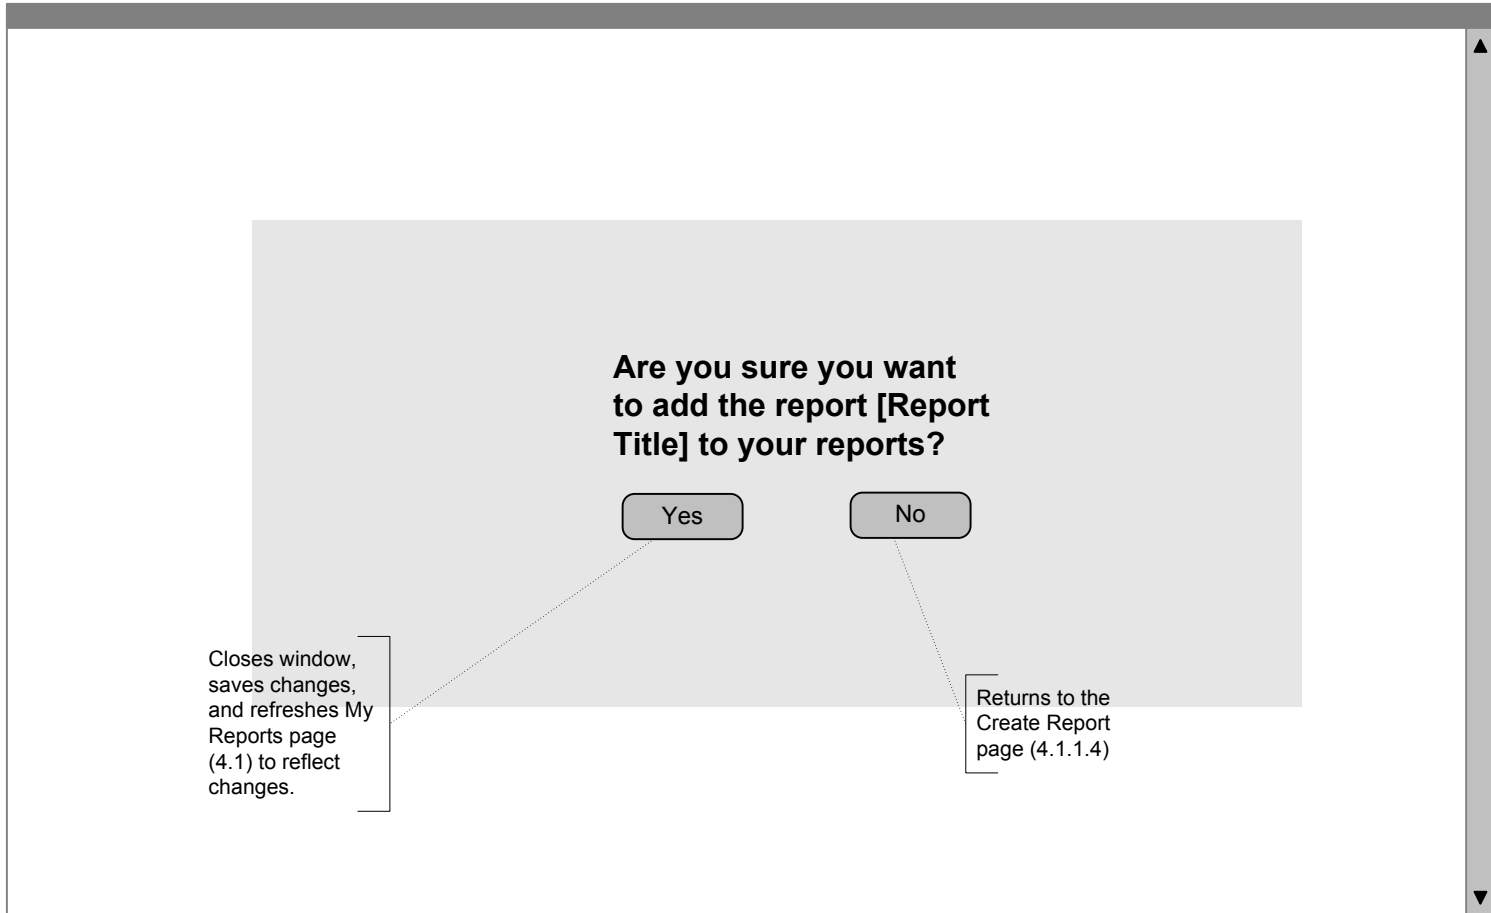 Are you sure you want
to add the report [Report
Title] to your reports?
Yes
No
Closes window,
saves changes,
and refreshes My
Reports page
(4.1) to reflect
changes.
Returns to the
Create Report
page (4.1.1.4)